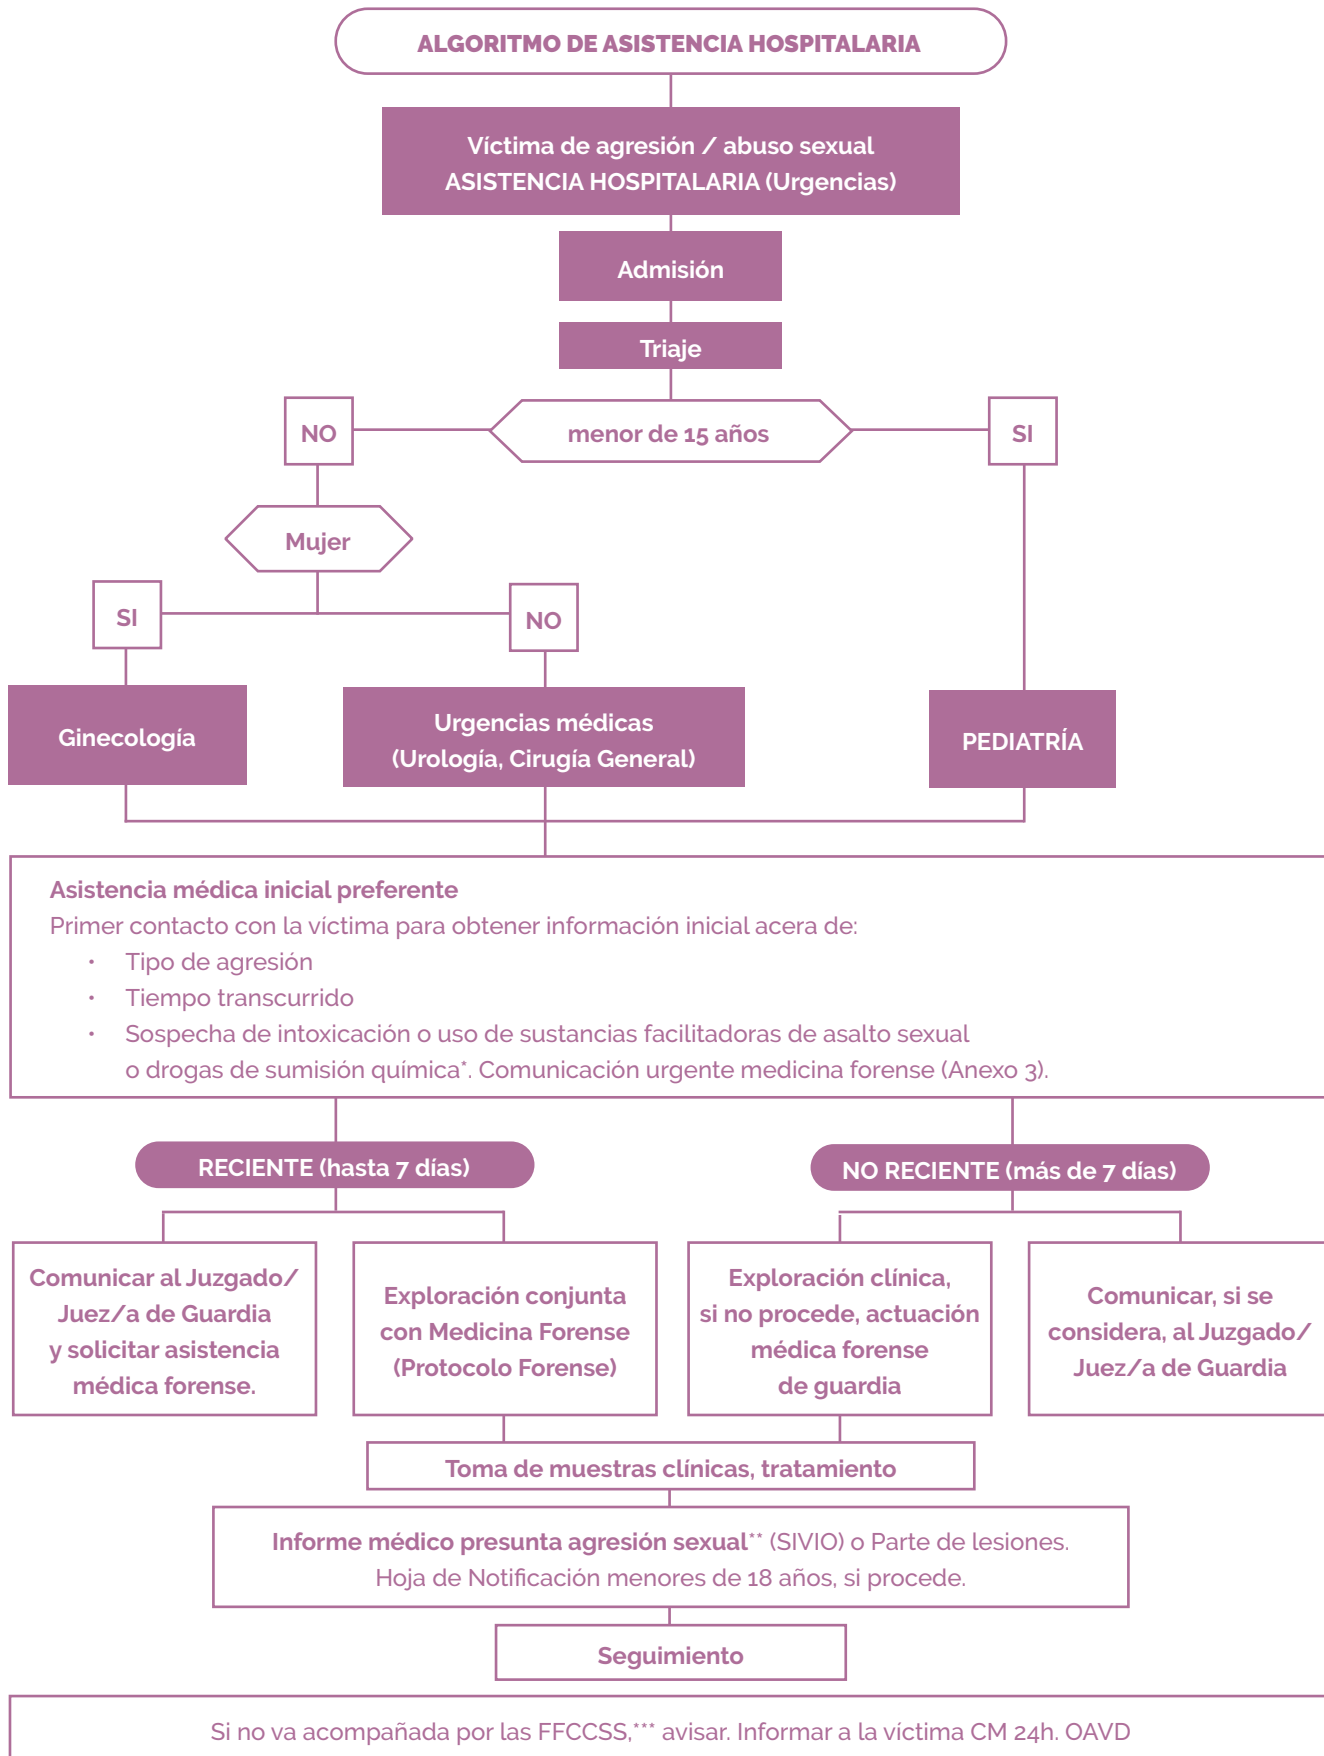 ALGORITMO DE ASISTENCIA HOSPITALARIA
Víctima de agresión / abuso sexual
ASISTENCIA HOSPITALARIA (Urgencias)
Admisión
Triaje
NO
menor de 15 años
SI
Mujer
SI
NO
Ginecología
Urgencias médicas
(Urología, Cirugía General)
PEDIATRÍA
Asistencia médica inicial preferente
Primer contacto con la víctima para obtener información inicial acera de:
• Tipo de agresión
• Tiempo transcurrido
• Sospecha de intoxicación o uso de sustancias facilitadoras de asalto sexual
o drogas de sumisión química*. Comunicación urgente medicina forense (Anexo 3).
RECIENTE (hasta 7 días)
NO RECIENTE (más de 7 días)
Comunicar al Juzgado/
Juez/a de Guardia
y solicitar asistencia
médica forense.
Exploración conjunta
con Medicina Forense
(Protocolo Forense)
Exploración clínica,
si no procede, actuación
médica forense
de guardia
Comunicar, si se
considera, al Juzgado/
Juez/a de Guardia
Toma de muestras clínicas, tratamiento
Informe médico presunta agresión sexual** (SIVIO) o Parte de lesiones.
Hoja de Notificación menores de 18 años, si procede.
Seguimiento
Si no va acompañada por las FFCCSS,*** avisar. Informar a la víctima CM 24h. OAVD